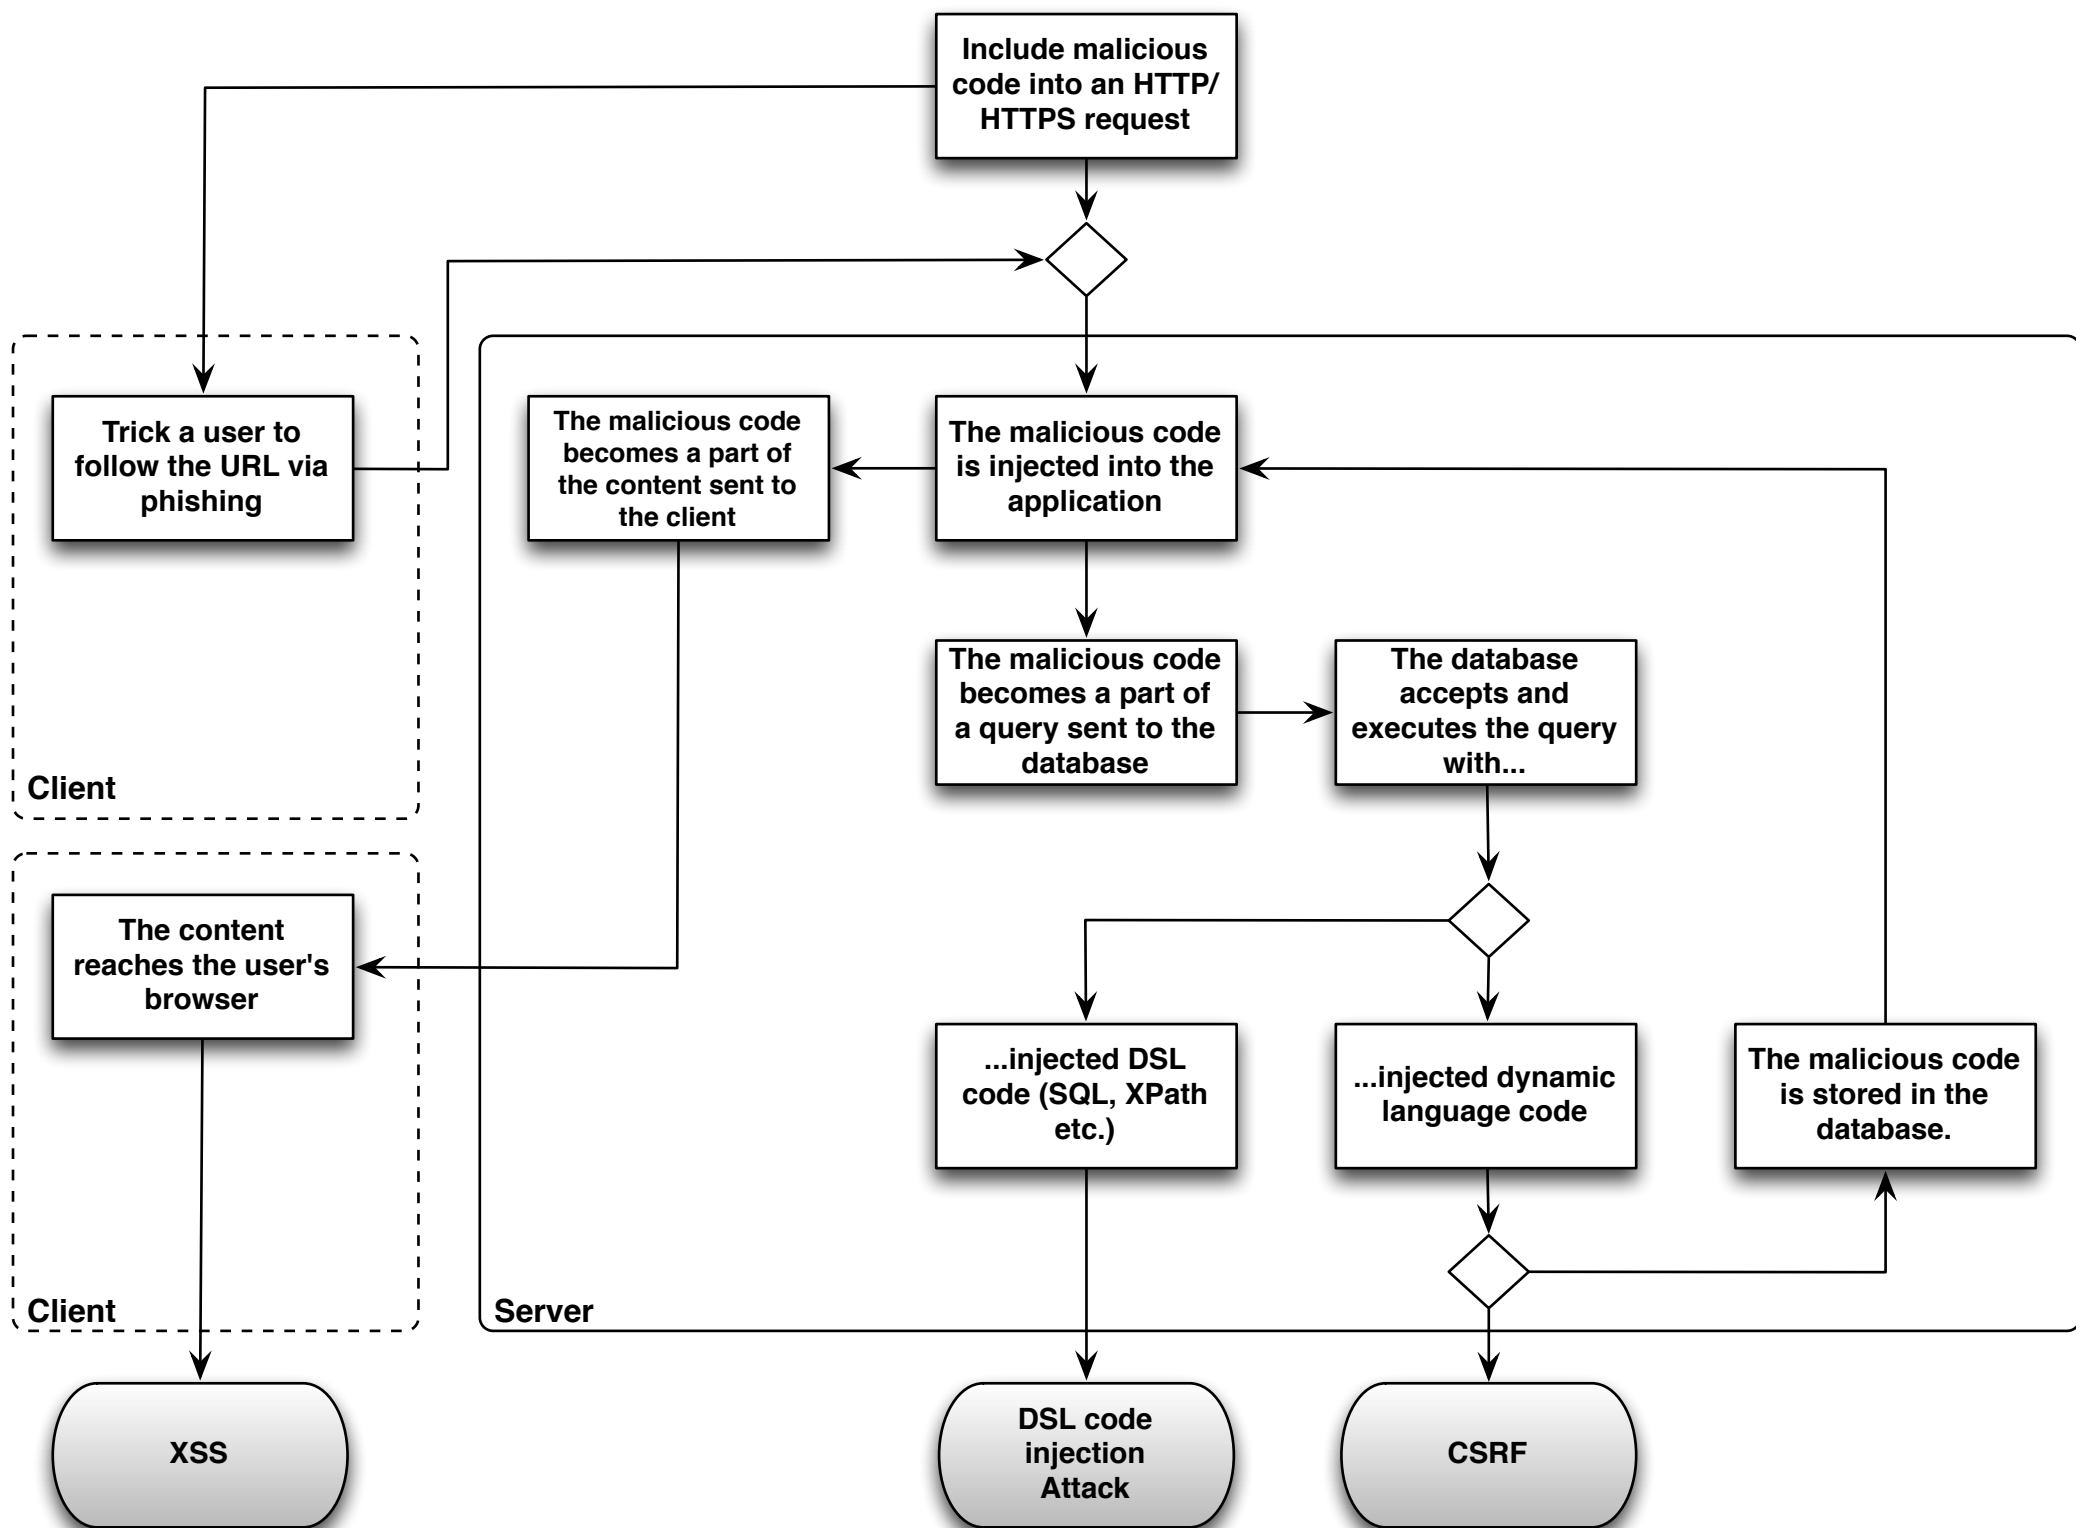 Include malicious
code into an HTTP/
HTTPS request
Trick a user to
follow the URL via
phishing
The malicious code
becomes a part of
the content sent to
the client
The malicious code
is injected into the
application
The malicious code
becomes a part of
a query sent to the
database
The database
accepts and
executes the query
with...
Client
The content
reaches the user's
browser
...injected DSL
code (SQL, XPath
etc.)
...injected dynamic
language code
The malicious code
is stored in the
database.
Client
Server
XSS
DSL code
injection
Attack
CSRF